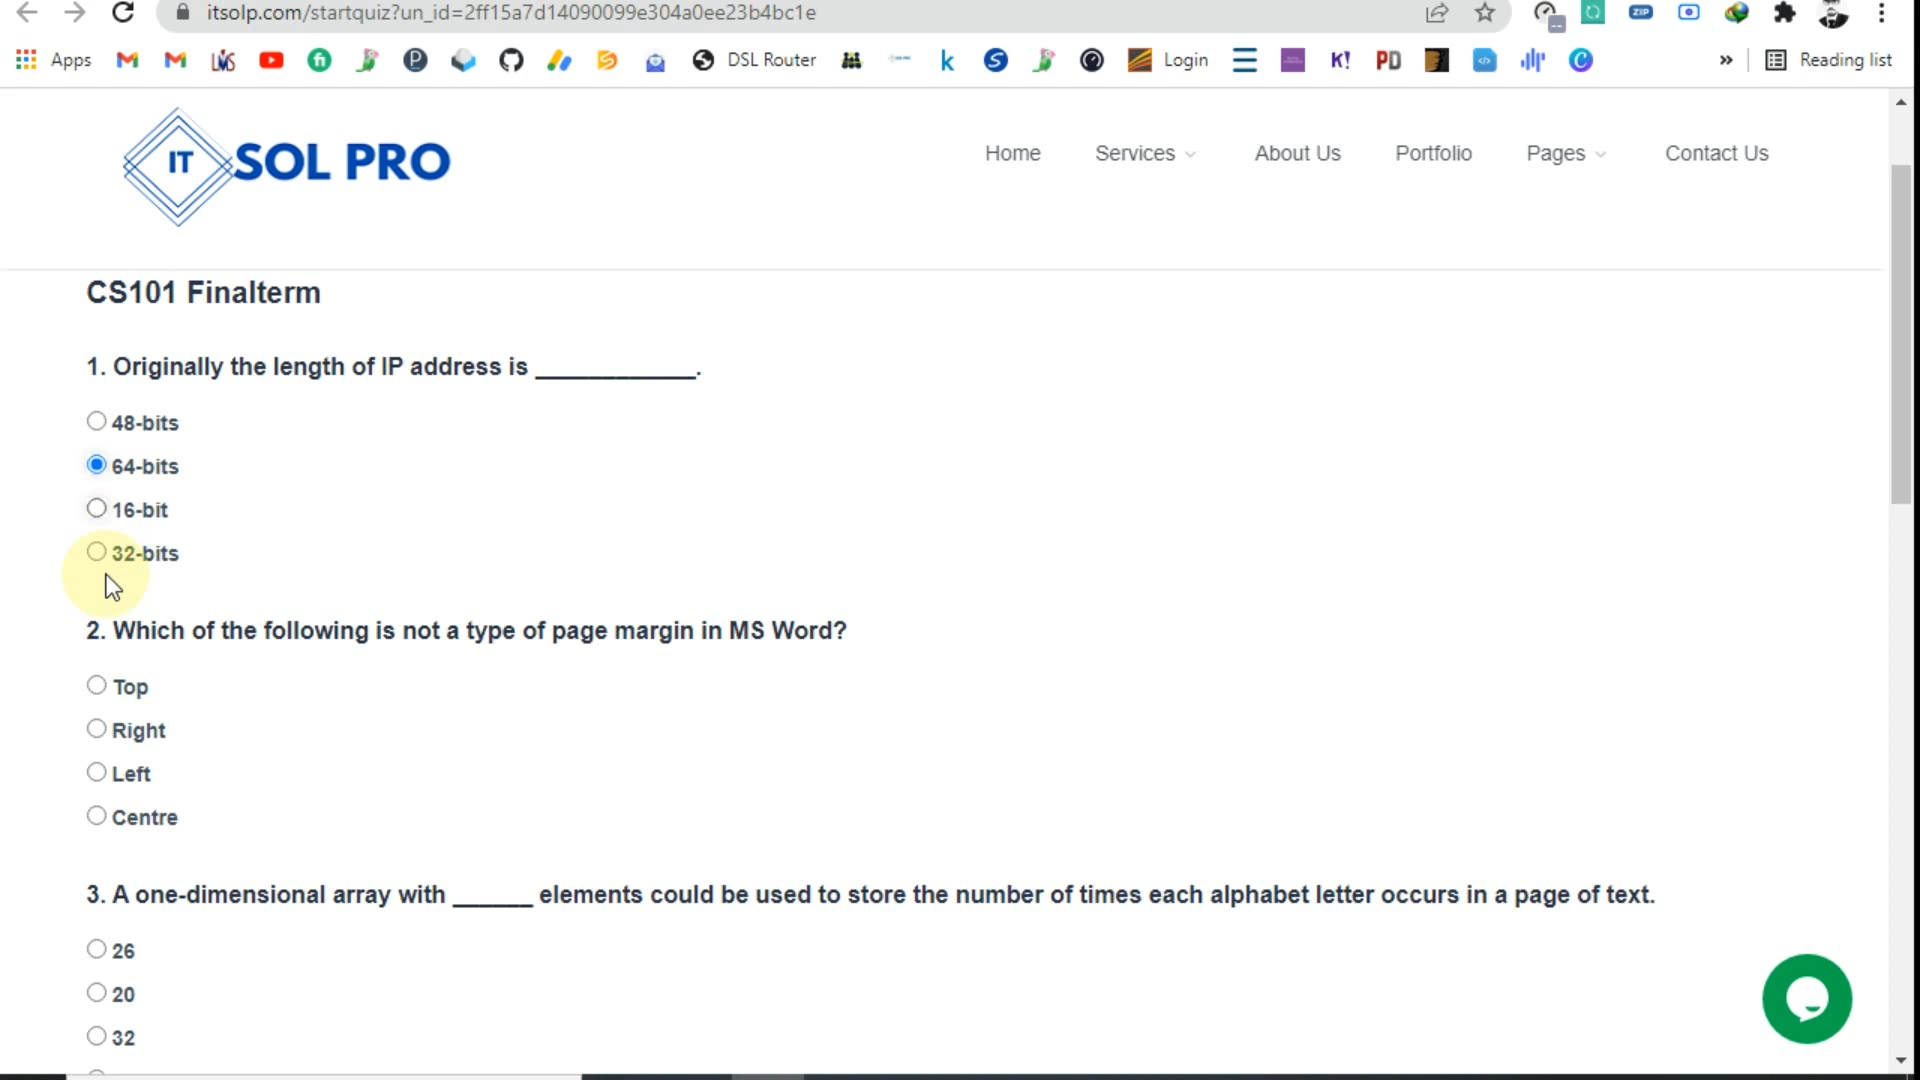 itsolp.com/startquiz?un_id=2ff15a7d14090099e304a0ee23b4bc1e
ZIP
Apps
LMS
fi
P
S
DSL Router
k
S
Login
K!
PD
</>
C
»
Reading list
IT SOL PRO
Home
Services
About Us
Portfolio
Pages
Contact Us
CS101 Finalterm
1. Originally the length of IP address is ____________.
48-bits
64-bits
16-bit
32-bits
2. Which of the following is not a type of page margin in MS Word?
Top
Right
Left
Centre
3. A one-dimensional array with ______ elements could be used to store the number of times each alphabet letter occurs in a page of text.
26
20
32